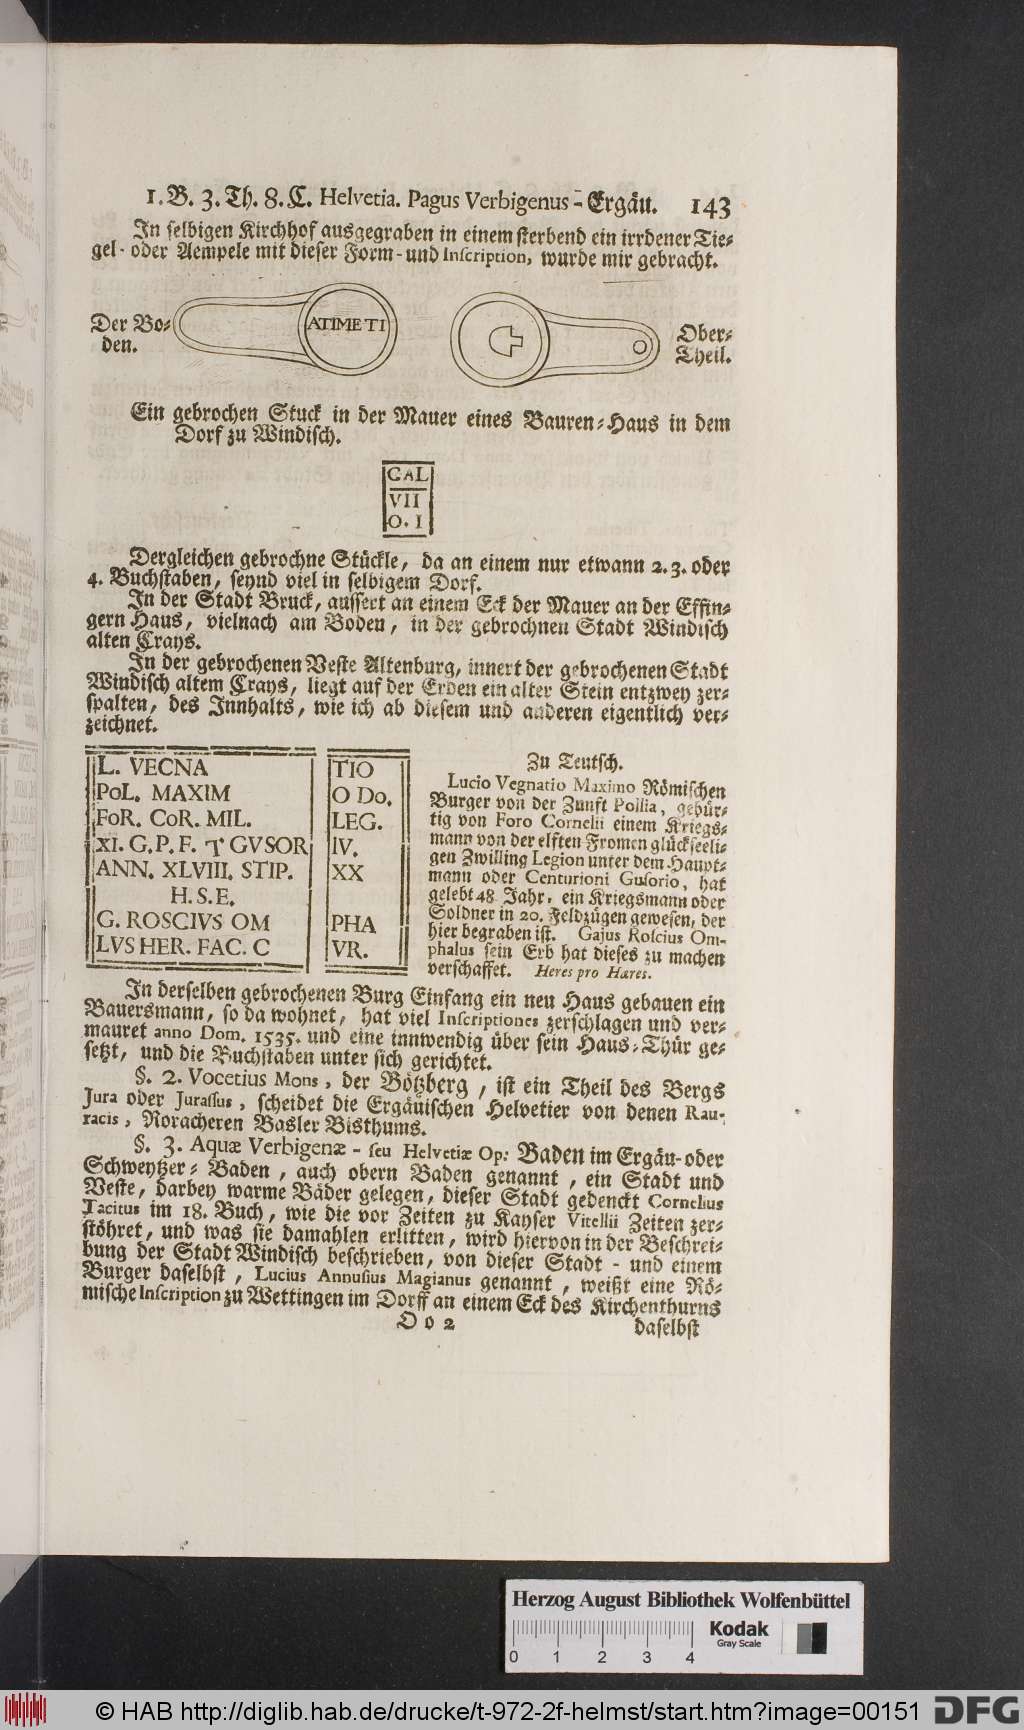 1. B. 3. Th. 8. C. Helvetia. Pagus Verbigenus - Ergäu. 143
In selbigen Kirchhof ausgegraben in einem sterbend ein irrdener Tie-
gel- oder Aempele mit dieser Form- und Inscription, wurde mir gebracht.
Der Bo-
den.
ATIMETI
Ober-
Theil.
Ein gebrochen Stuck in der Mauer eines Bauren-Haus in dem
Dorf zu Windisch.
CAL
VII
O. I
Dergleichen gebrochne Stückle, da an einem nur etwann 2. 3. oder
4. Buchstaben, seynd viel in selbigem Dorf.
In der Stadt Bruck, aussert an einem Eck der Mauer an der Effin-
gern Haus, vielnach am Boden, in der gebrochnen Stadt Windisch
alten Crays.
In der gebrochenen Veste Altenburg, innert der gebrochenen Stadt
Windisch altem Crays, liegt auf der Erden ein alter Stein entzwey zer-
spalten, des Innhalts, wie ich ab diesem und anderen eigentlich ver-
zeichnet.
L. VECNA
PoL. MAXIM
FoR. CoR. MIL.
XI. G. P. F. GVSOR
ANN. XLVIII. STIP.
H. S. E.
G. ROSCIVS OM
LVS HER. FAC. C
TIO
O Do.
LEG.
IV.
XX
PHA
VR.
Zu Teutsch.
Lucio Vegnatio Maximo Römischen
Burger von der Zunft Pollia, gebür-
tig von Foro Cornelii einem Kriegs-
mann von der elften Fromen glückseeli-
gen Zwilling Legion unter dem Haupt-
mann oder Centurioni Gusorio, hat
gelebt 48 Jahr, ein Kriegsmann oder
Soldner in 20. Feldzügen gewesen, der
hier begraben ist. Gajus Roscius Om-
phalus sein Erb hat dieses zu machen
verschaffet. Heres pro Hæres.
In derselben gebrochenen Burg Einfang ein neu Haus gebauen ein
Bauersmann, so da wohnet, hat viel Inscriptiones zerschlagen und ver-
mauret anno Dom. 1535. und eine innwendig über sein Haus-Thür ge-
setzt, und die Buchstaben unter sich gerichtet.
§. 2. Vocetius Mons, der Bötzberg, ist ein Theil des Bergs
Jura oder Jurassus, scheidet die Ergäuischen Helvetier von denen Rau-
racis, Noracheren Basler Bisthums.
§. 3. Aquæ Verbigenæ - seu Helvetiæ Op: Baden im Ergäu- oder
Schweytzer-Baden, auch obern Baden genannt, ein Stadt und
Veste, darbey warme Bäder gelegen, dieser Stadt gedenckt Cornelius
Tacitus im 18. Buch, wie die vor Zeiten zu Kayser Vitellii Zeiten zer-
stöhret, und was sie damahlen erlitten, wird hiervon in der Beschrei-
bung der Stadt Windisch beschrieben, von dieser Stadt - und einem
Burger daselbst, Lucius Annusius Magianus genannt, weißt eine Rö-
mische Inscription zu Wettingen im Dorff an einem Eck des Kirchenthurns
O o 2
daselbst
Herzog August Bibliothek Wolfenbüttel
0 1 2 3 4
Kodak
Gray Scale
© HAB http://diglib.hab.de/drucke/t-972-2f-helmst/start.htm?image=00151
DFG